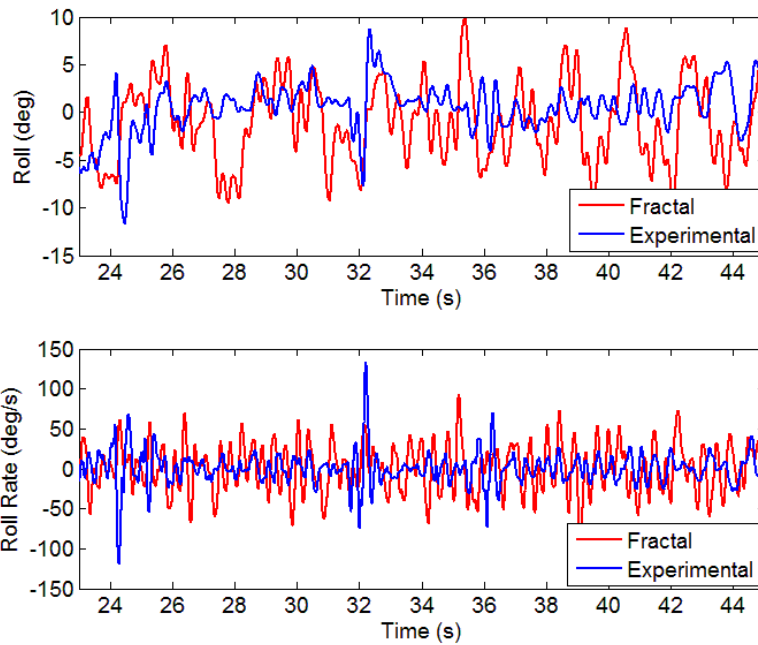 10
5
0
-5
-10
-15
Roll (deg)
Fractal
Experimental
24 26 28 30 32 34 36 38 40 42 44
Time (s)
150
100
50
0
-50
-100
-150
Roll Rate (deg/s)
Fractal
Experimental
24 26 28 30 32 34 36 38 40 42 44
Time (s)